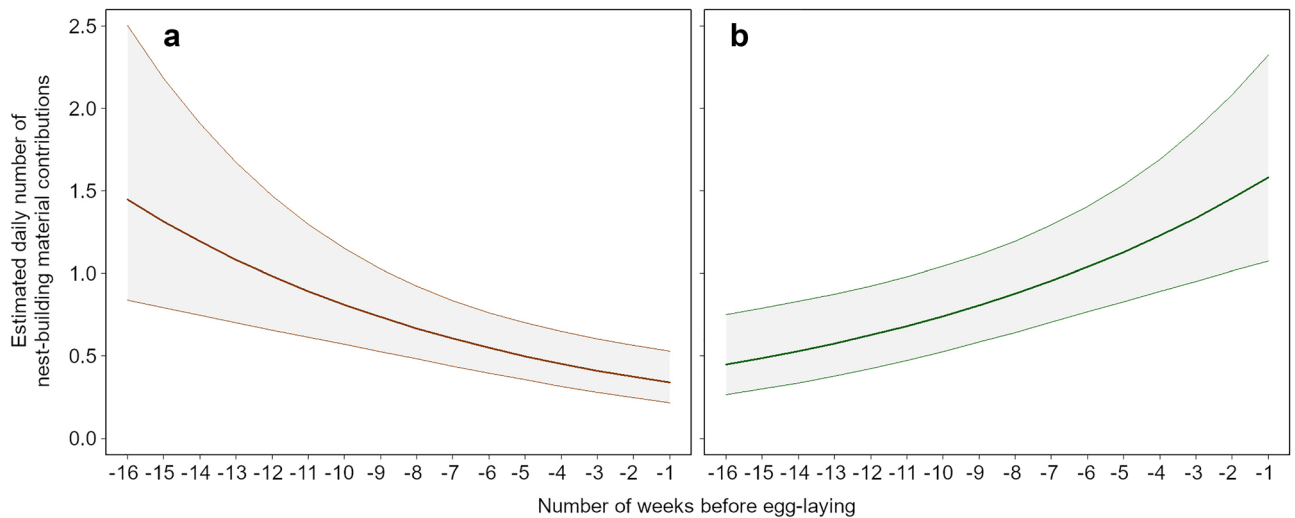 a
b
Estimated daily number of
nest-building material contributions
2.5
2.0
1.5
1.0
0.5
0.0
-16 -15 -14 -13 -12 -11 -10 -9 -8 -7 -6 -5 -4 -3 -2 -1
-16 -15 -14 -13 -12 -11 -10 -9 -8 -7 -6 -5 -4 -3 -2 -1
Number of weeks before egg-laying